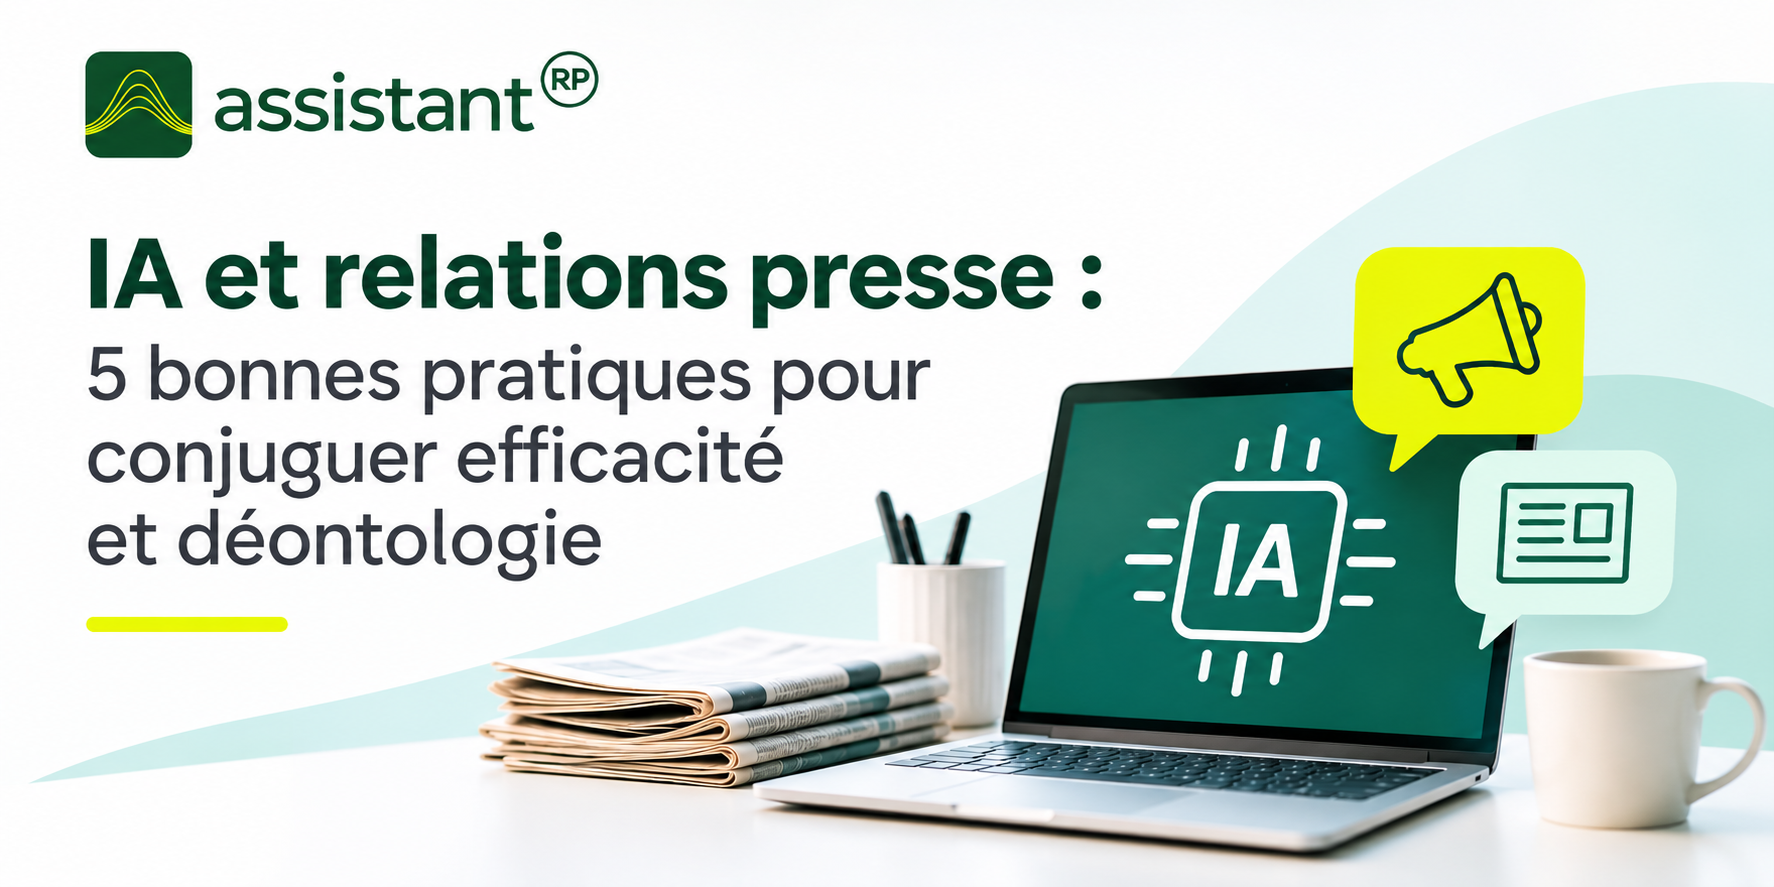 assistant RP
IA et relations presse :
5 bonnes pratiques pour
conjuguer efficacité
et déontologie
IA